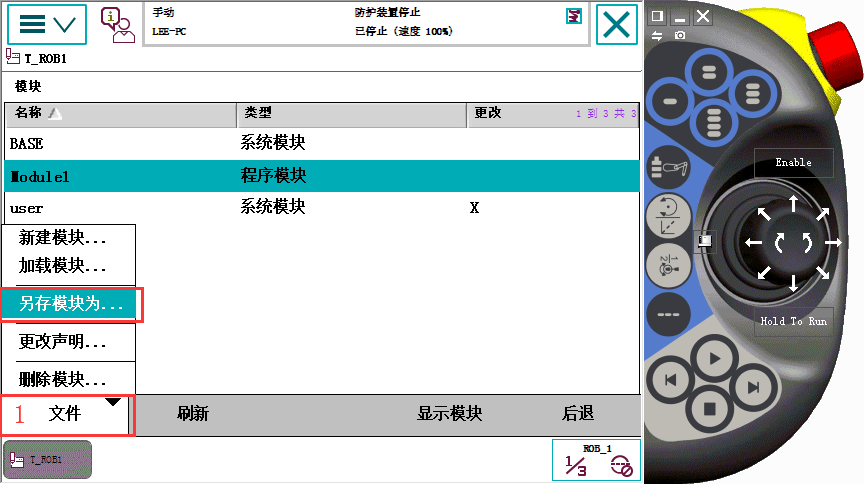 手动
防护装置停止
LEE-PC
已停止 (速度 100%)
T_ROB1
模块
名称
类型
更改
1 到 3 共 3
BASE
系统模块
Module1
程序模块
user
系统模块
X
新建模块...
加载模块...
另存模块为...
更改声明...
删除模块...
1
文件
刷新
显示模块
后退
T_ROB1
ROB_1
1/3
Enable
Hold To Run